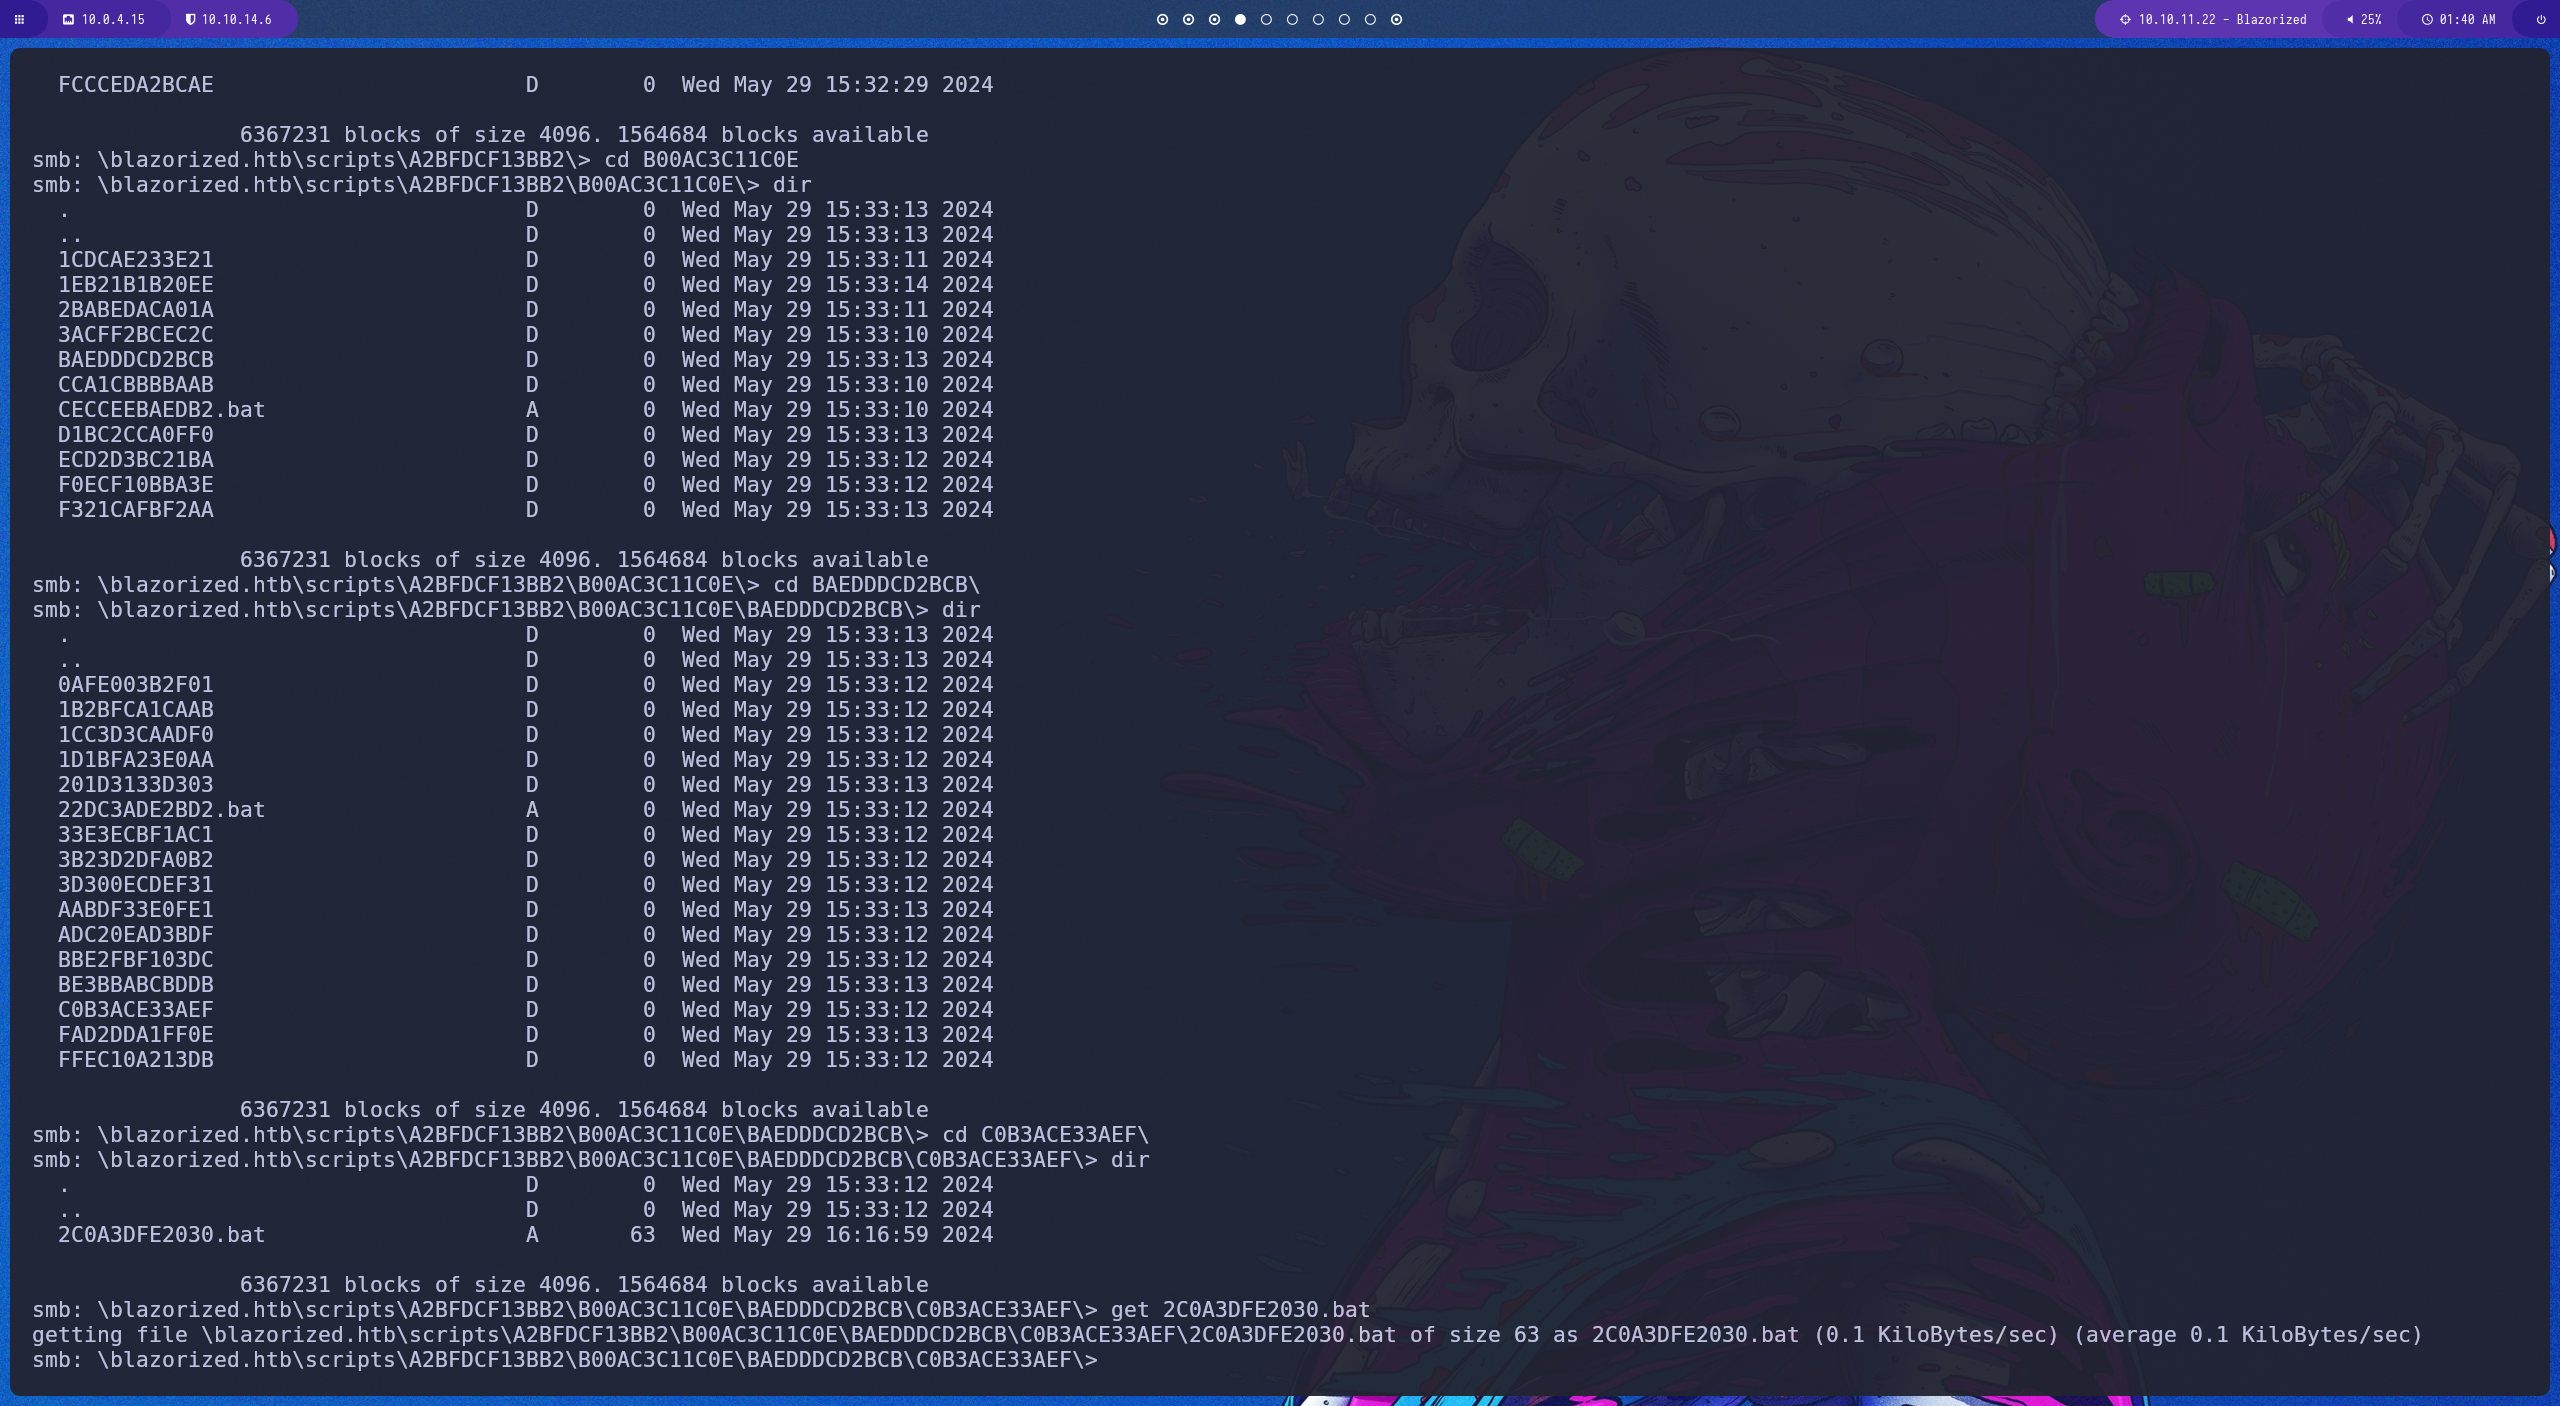 10.0.4.15 10.10.14.6 10.10.11.22 - Blazorized 25% 01:40 AM
FCCCEDA2BCAE D 0 Wed May 29 15:32:29 2024
6367231 blocks of size 4096. 1564684 blocks available
smb: \blazorized.htb\scripts\A2BFDCF13BB2\> cd B00AC3C11C0E
smb: \blazorized.htb\scripts\A2BFDCF13BB2\B00AC3C11C0E\> dir
. D 0 Wed May 29 15:33:13 2024
.. D 0 Wed May 29 15:33:13 2024
1CDCAE233E21 D 0 Wed May 29 15:33:11 2024
1EB21B1B20EE D 0 Wed May 29 15:33:14 2024
2BABEDACA01A D 0 Wed May 29 15:33:11 2024
3ACFF2BCEC2C D 0 Wed May 29 15:33:10 2024
BAEDDDCD2BCB D 0 Wed May 29 15:33:13 2024
CCA1CBBBBAAB D 0 Wed May 29 15:33:10 2024
CECCEEBAEDB2.bat A 0 Wed May 29 15:33:10 2024
D1BC2CCA0FF0 D 0 Wed May 29 15:33:13 2024
ECD2D3BC21BA D 0 Wed May 29 15:33:12 2024
F0ECF10BBA3E D 0 Wed May 29 15:33:12 2024
F321CAFBF2AA D 0 Wed May 29 15:33:13 2024
6367231 blocks of size 4096. 1564684 blocks available
smb: \blazorized.htb\scripts\A2BFDCF13BB2\B00AC3C11C0E\> cd BAEDDDCD2BCB\
smb: \blazorized.htb\scripts\A2BFDCF13BB2\B00AC3C11C0E\BAEDDDCD2BCB\> dir
. D 0 Wed May 29 15:33:13 2024
.. D 0 Wed May 29 15:33:13 2024
0AFE003B2F01 D 0 Wed May 29 15:33:12 2024
1B2BFCA1CAAB D 0 Wed May 29 15:33:12 2024
1CC3D3CAADF0 D 0 Wed May 29 15:33:12 2024
1D1BFA23E0AA D 0 Wed May 29 15:33:12 2024
201D3133D303 D 0 Wed May 29 15:33:13 2024
22DC3ADE2BD2.bat A 0 Wed May 29 15:33:12 2024
33E3ECBF1AC1 D 0 Wed May 29 15:33:12 2024
3B23D2DFA0B2 D 0 Wed May 29 15:33:12 2024
3D300ECDEF31 D 0 Wed May 29 15:33:12 2024
AABDF33E0FE1 D 0 Wed May 29 15:33:13 2024
ADC20EAD3BDF D 0 Wed May 29 15:33:12 2024
BBE2FBF103DC D 0 Wed May 29 15:33:12 2024
BE3BBABCBDDB D 0 Wed May 29 15:33:13 2024
C0B3ACE33AEF D 0 Wed May 29 15:33:12 2024
FAD2DDA1FF0E D 0 Wed May 29 15:33:13 2024
FFEC10A213DB D 0 Wed May 29 15:33:12 2024
6367231 blocks of size 4096. 1564684 blocks available
smb: \blazorized.htb\scripts\A2BFDCF13BB2\B00AC3C11C0E\BAEDDDCD2BCB\> cd C0B3ACE33AEF\
smb: \blazorized.htb\scripts\A2BFDCF13BB2\B00AC3C11C0E\BAEDDDCD2BCB\C0B3ACE33AEF\> dir
. D 0 Wed May 29 15:33:12 2024
.. D 0 Wed May 29 15:33:12 2024
2C0A3DFE2030.bat A 63 Wed May 29 16:16:59 2024
6367231 blocks of size 4096. 1564684 blocks available
smb: \blazorized.htb\scripts\A2BFDCF13BB2\B00AC3C11C0E\BAEDDDCD2BCB\C0B3ACE33AEF\> get 2C0A3DFE2030.bat
getting file \blazorized.htb\scripts\A2BFDCF13BB2\B00AC3C11C0E\BAEDDDCD2BCB\C0B3ACE33AEF\2C0A3DFE2030.bat of size 63 as 2C0A3DFE2030.bat (0.1 KiloBytes/sec) (average 0.1 KiloBytes/sec)
smb: \blazorized.htb\scripts\A2BFDCF13BB2\B00AC3C11C0E\BAEDDDCD2BCB\C0B3ACE33AEF\>